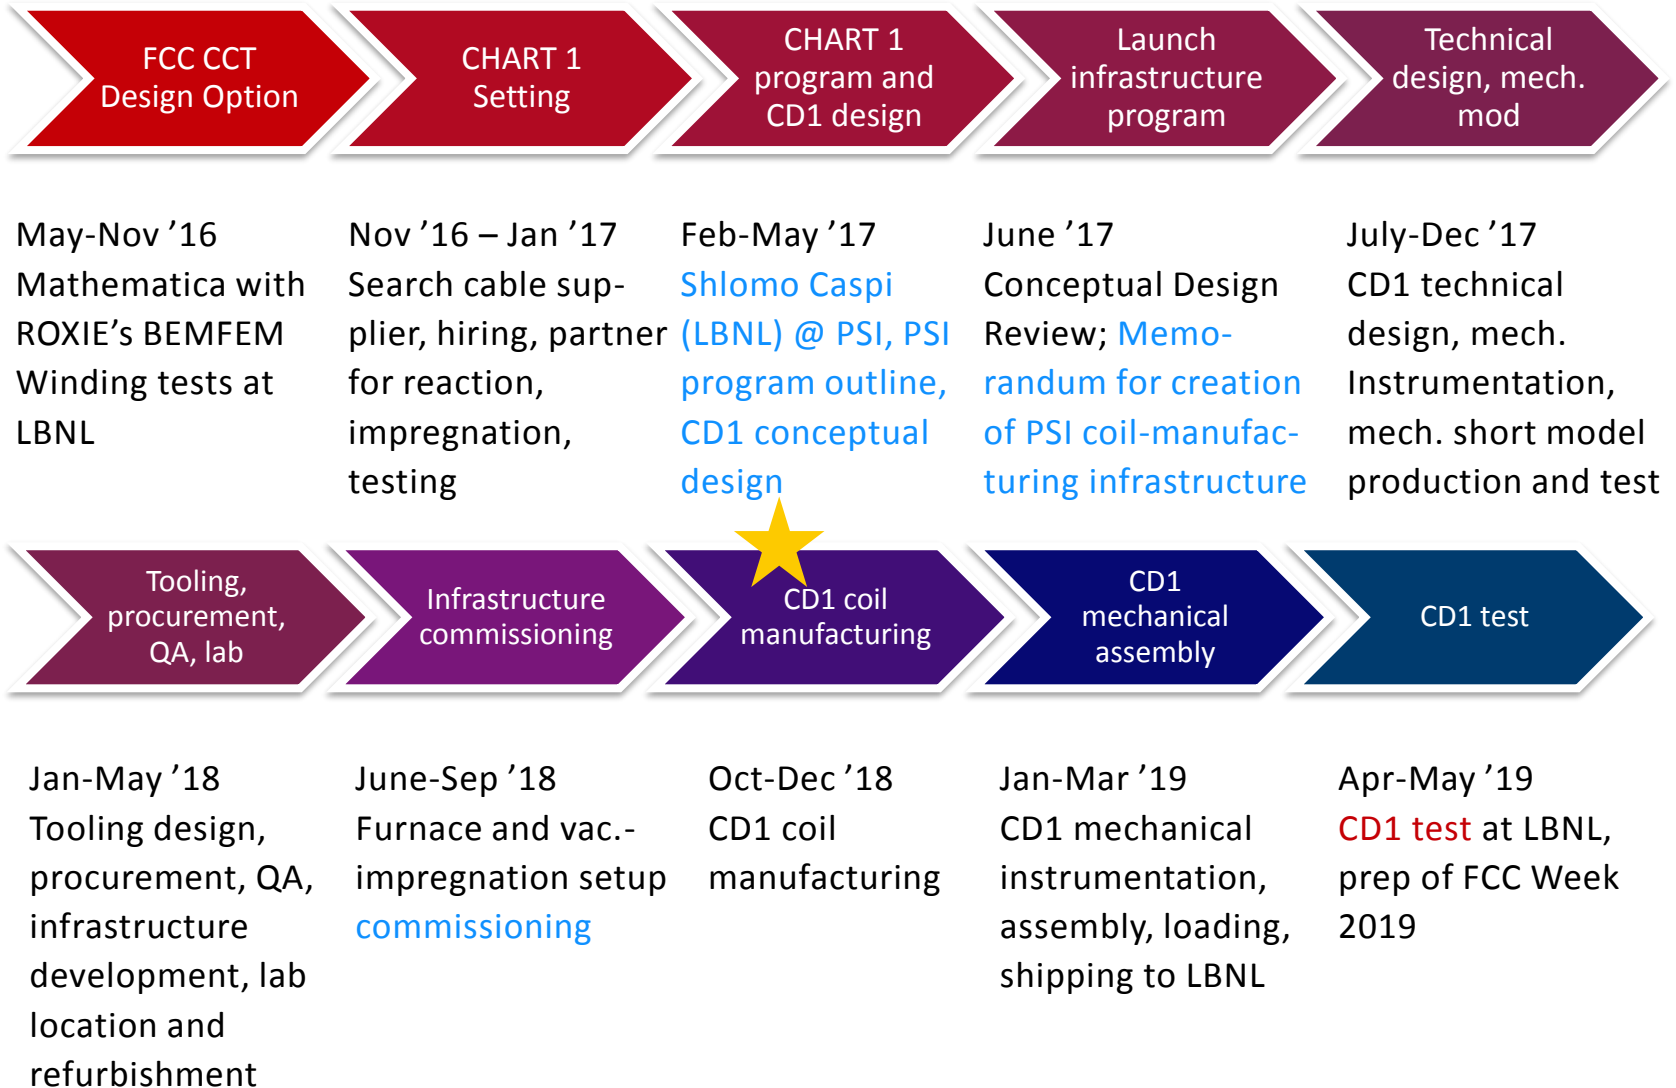 FCC CCT
Design Option
CHART 1
Setting
CHART 1
program and
CD1 design
Launch
infrastructure
program
Technical
design, mech.
mod
May-Nov ’16
Mathematica with
ROXIE’s BEMFEM
Winding tests at
LBNL
Nov ’16 – Jan ’17
Search cable sup-
plier, hiring, partner
for reaction,
impregnation,
testing
Feb-May ’17
Shlomo Caspi
(LBNL) @ PSI, PSI
program outline,
CD1 conceptual
design
June ’17
Conceptual Design
Review; Memo-
randum for creation
of PSI coil-manufac-
turing infrastructure
July-Dec ’17
CD1 technical
design, mech.
Instrumentation,
mech. short model
production and test
Tooling,
procurement,
QA, lab
Infrastructure
commissioning
CD1 coil
manufacturing
CD1
mechanical
assembly
CD1 test
Jan-May ’18
Tooling design,
procurement, QA,
infrastructure
development, lab
location and
refurbishment
June-Sep ’18
Furnace and vac.-
impregnation setup
commissioning
Oct-Dec ’18
CD1 coil
manufacturing
Jan-Mar ’19
CD1 mechanical
instrumentation,
assembly, loading,
shipping to LBNL
Apr-May ’19
CD1 test at LBNL,
prep of FCC Week
2019